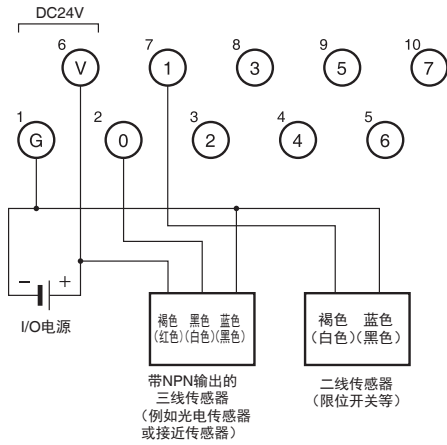 DC24V
6 7 8 9 10
V 1 3 5 7
1 2 3 4 5
G 0 2 4 6
− +
I/O电源
褐色 黑色 蓝色
(红色)(白色)(黑色)
褐色 蓝色
(白色)(黑色)
带NPN输出的
三线传感器
(例如光电传感器
或接近传感器)
二线传感器
(限位开关等)